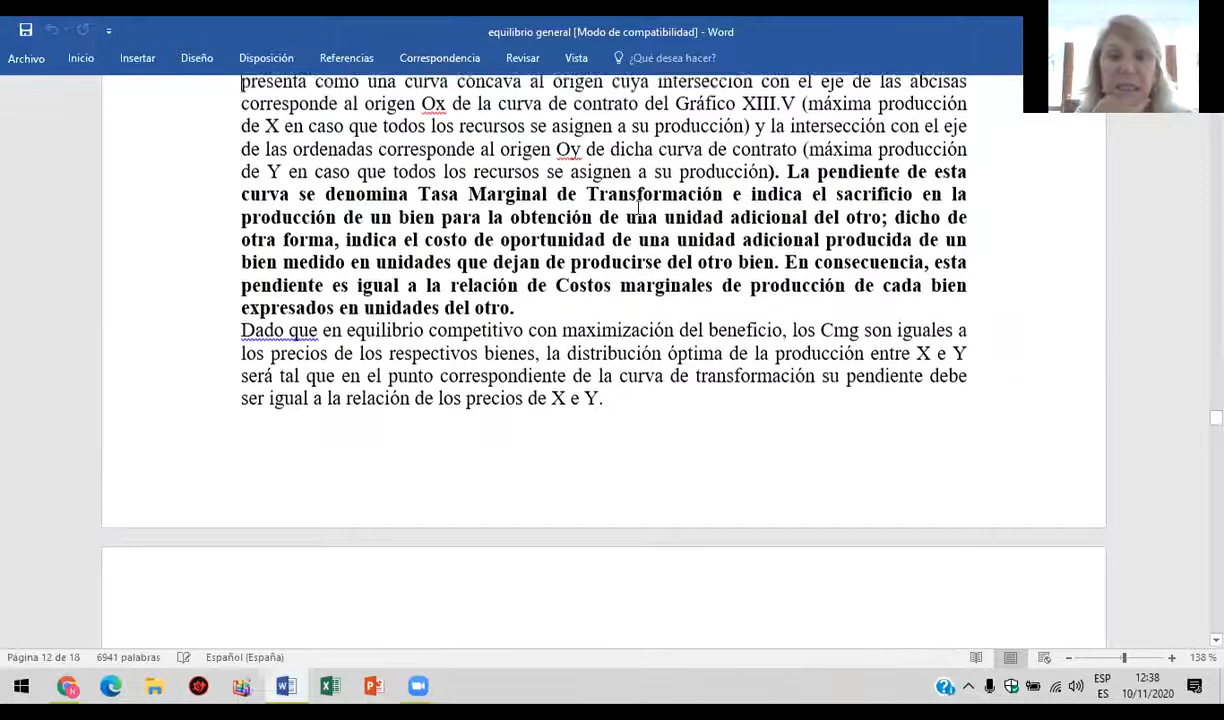 equilibrio general [Modo de compatibilidad] - Word
Archivo Inicio Insertar Diseño Disposición Referencias Correspondencia Revisar Vista ¿Qué desea hacer?
presenta como una curva cóncava al origen cuya intersección con el eje de las abcisas
corresponde al origen Ox de la curva de contrato del Gráfico XIII.V (máxima producción
de X en caso que todos los recursos se asignen a su producción) y la intersección con el eje
de las ordenadas corresponde al origen Oy de dicha curva de contrato (máxima producción
de Y en caso que todos los recursos se asignen a su producción). La pendiente de esta
curva se denomina Tasa Marginal de Transformación e indica el sacrificio en la
producción de un bien para la obtención de una unidad adicional del otro; dicho de
otra forma, indica el costo de oportunidad de una unidad adicional producida de un
bien medido en unidades que dejan de producirse del otro bien. En consecuencia, esta
pendiente es igual a la relación de Costos marginales de producción de cada bien
expresados en unidades del otro.
Dado que en equilibrio competitivo con maximización del beneficio, los Cmg son iguales a
los precios de los respectivos bienes, la distribución óptima de la producción entre X e Y
será tal que en el punto correspondiente de la curva de transformación su pendiente debe
ser igual a la relación de los precios de X e Y.
Página 12 de 18 6941 palabras Español (España) 138 %
ESP 12:38
ES 10/11/2020